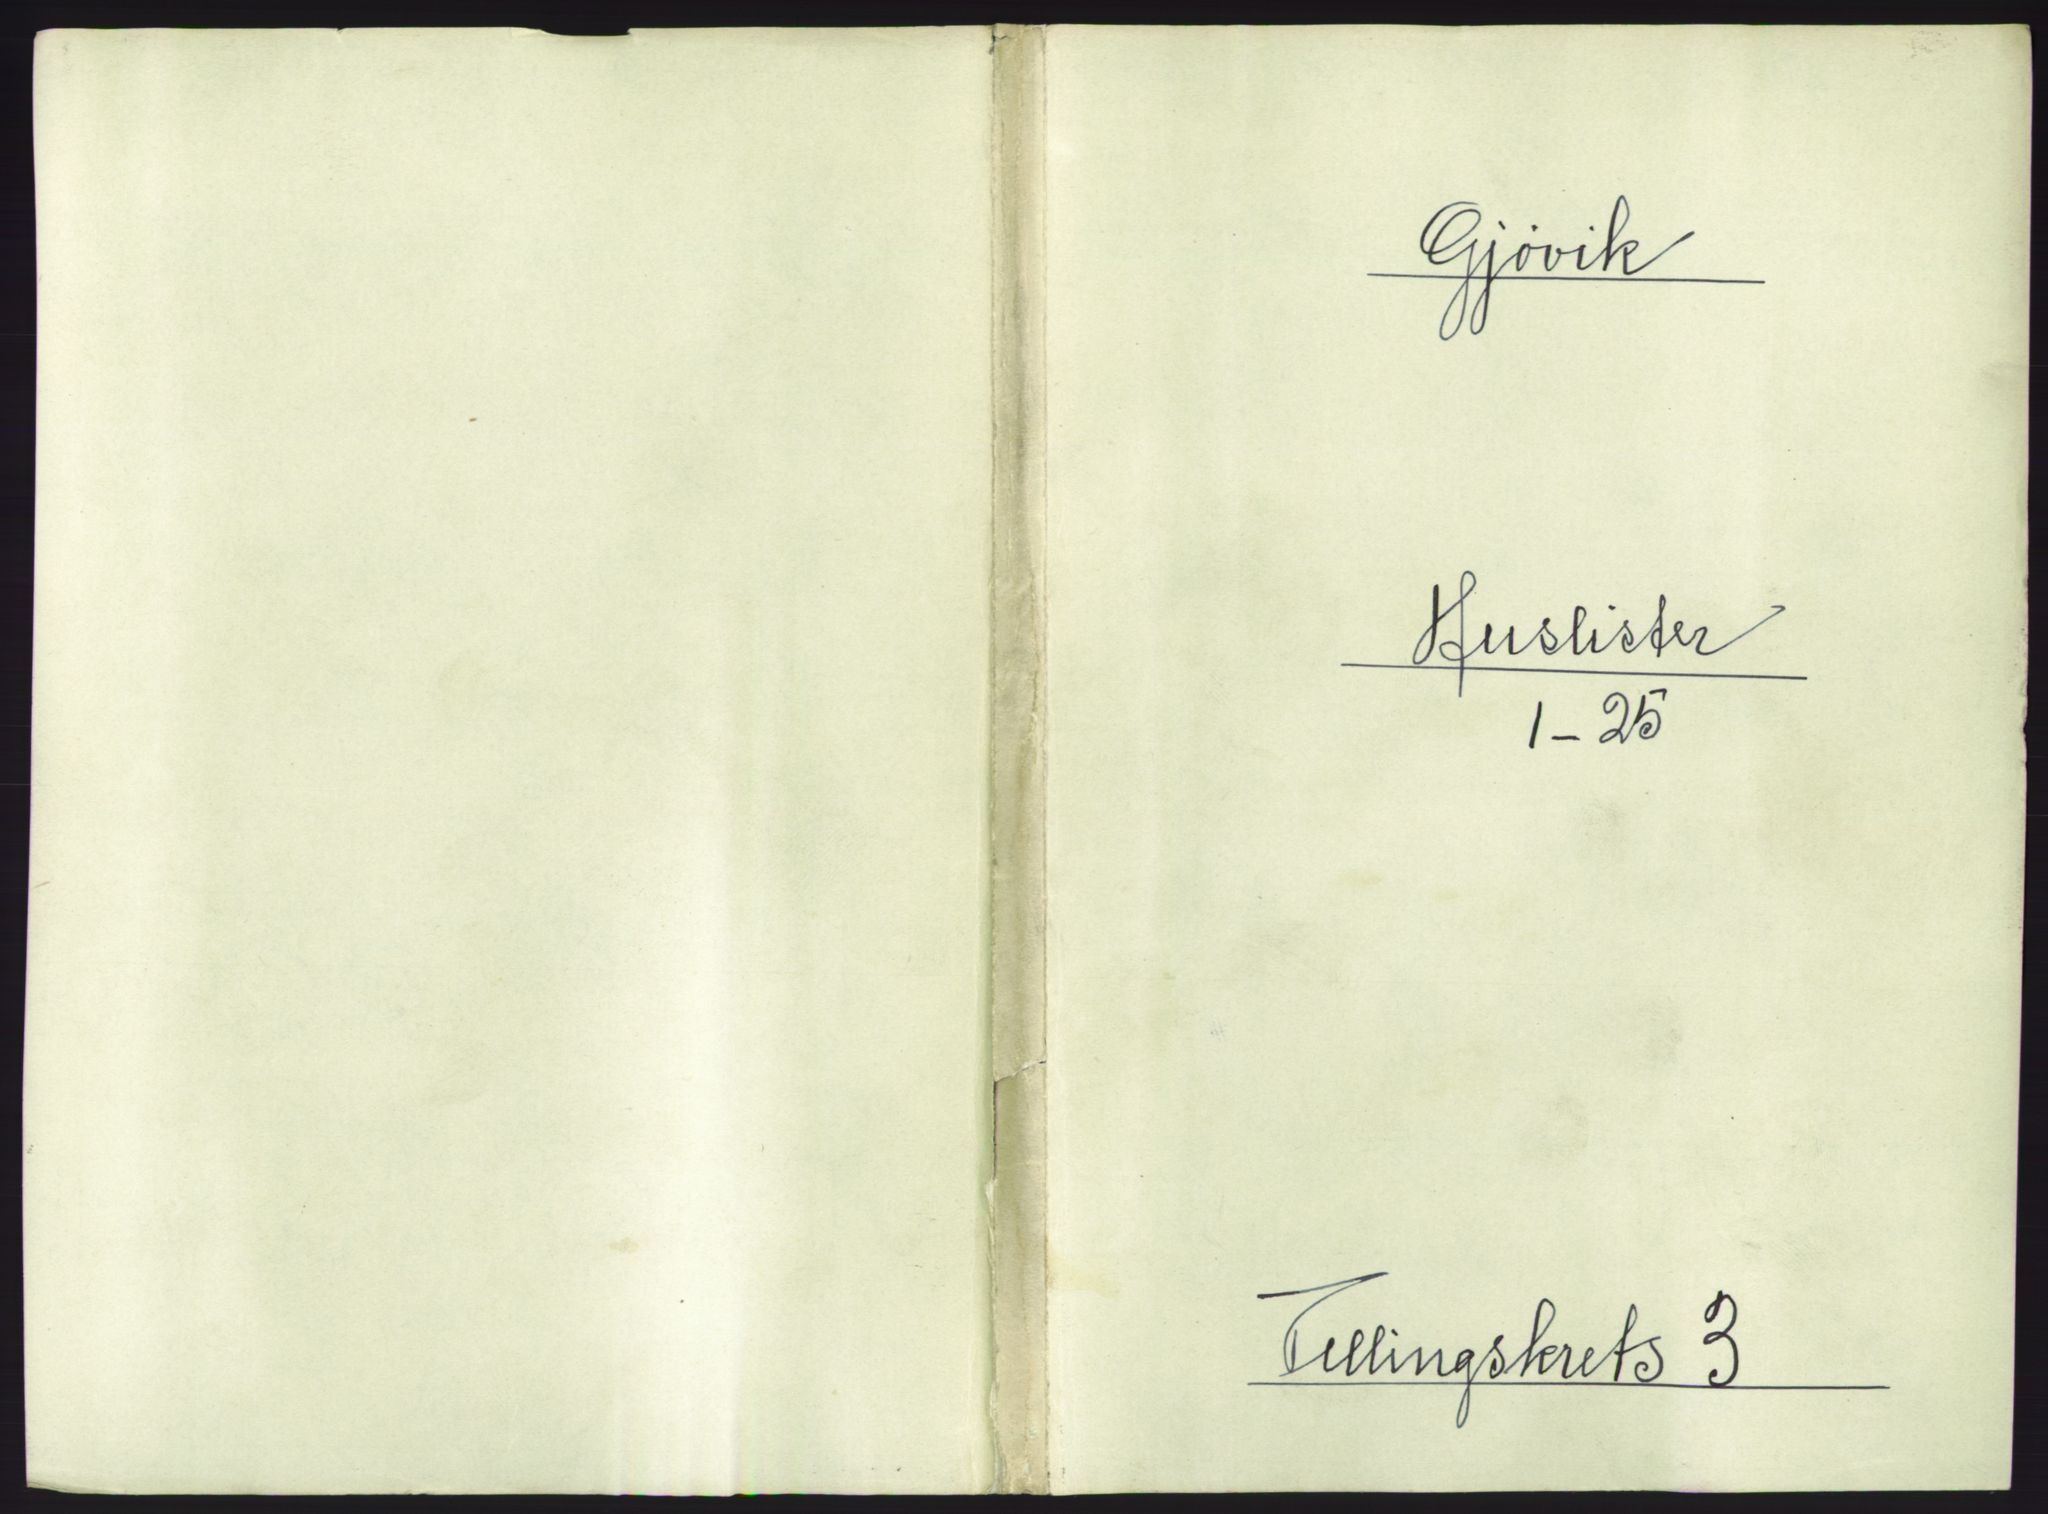 Gjövik
Huslister
1-25
Tellingskrets 3